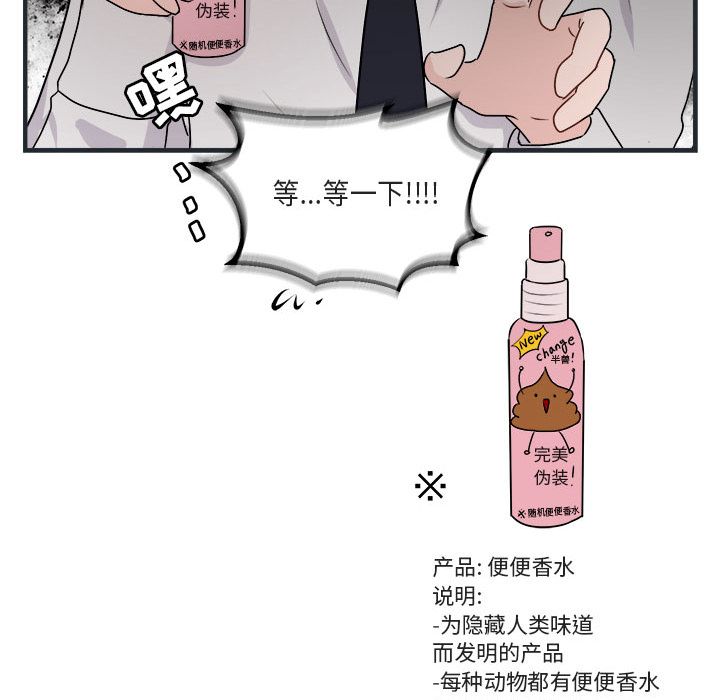 伪装!
※随机便便香水
嘿
等...等一下!!!!
New
change
半兽!
完美
伪装!
※随机便便香水
※
产品: 便便香水
说明:
-为隐藏人类味道
而发明的产品
-每种动物都有便便香水